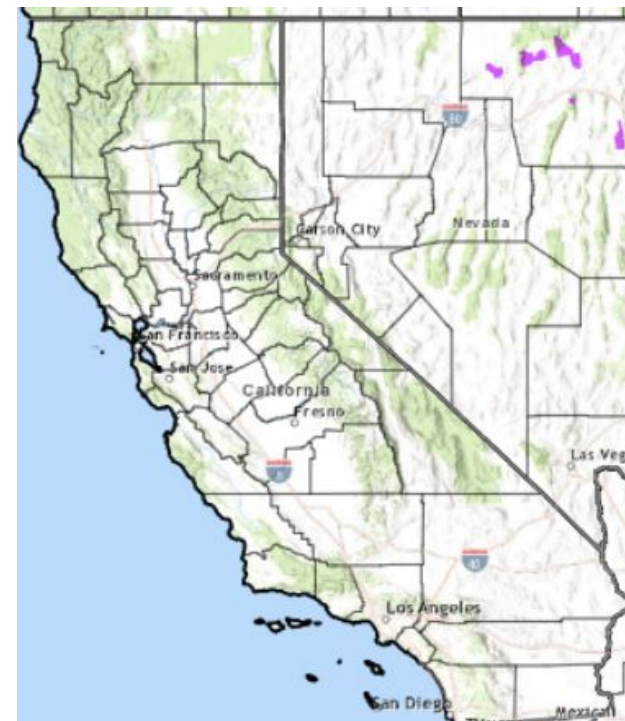 80
Carson City
Nevada
Sacramento
San Francisco
San Jose
California
Fresno
Las Veg
5
40
Los Angeles
San Diego
Mexicali